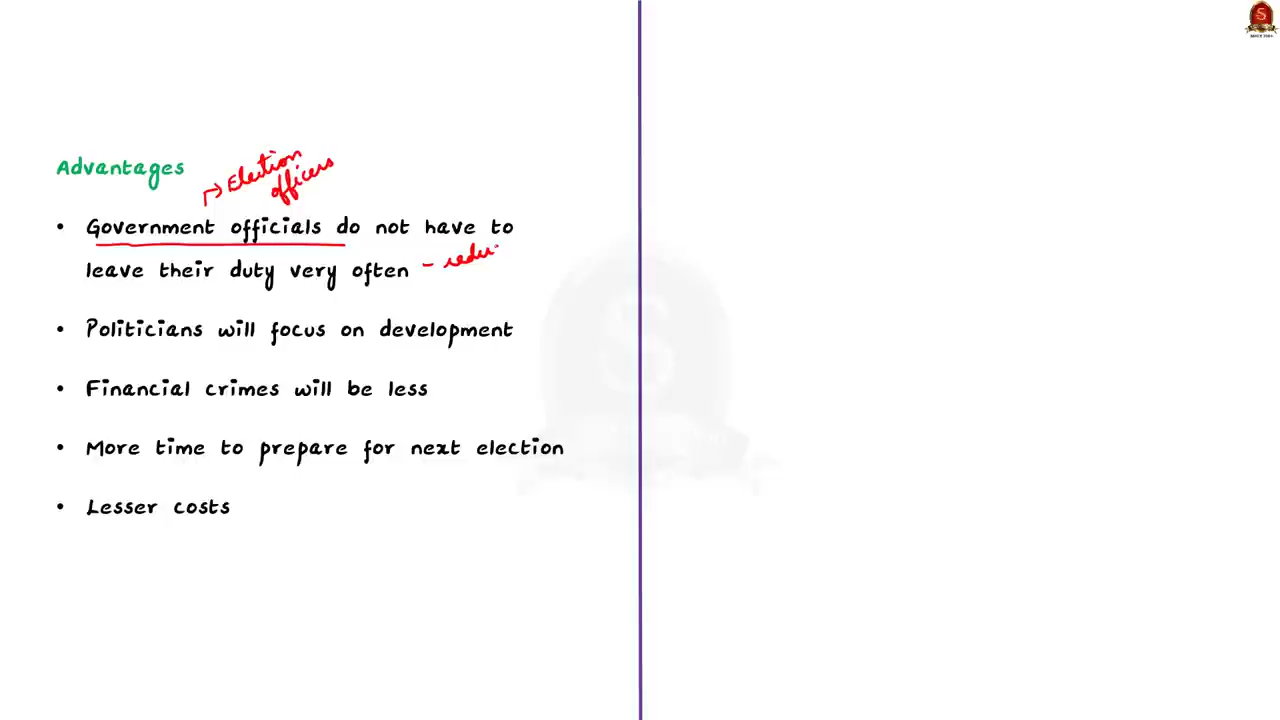 Advantages
Election
officers
• Government officials do not have to
leave their duty very often -
• Politicians will focus on development
• Financial crimes will be less
• More time to prepare for next election
• Lesser costs
S